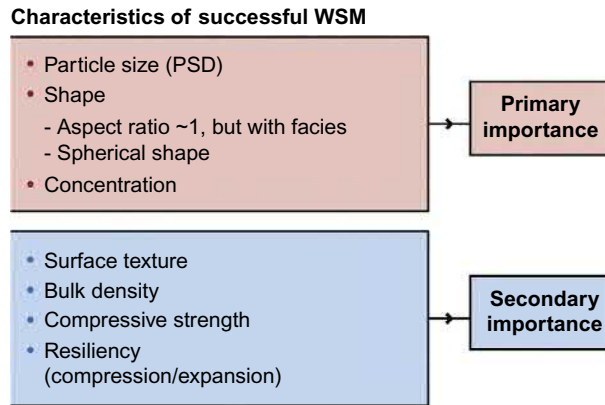 Characteristics of successful WSM
• Particle size (PSD)
• Shape
- Aspect ratio ~1, but with facies
- Spherical shape
• Concentration
Primary
importance
• Surface texture
• Bulk density
• Compressive strength
• Resiliency
(compression/expansion)
Secondary
importance